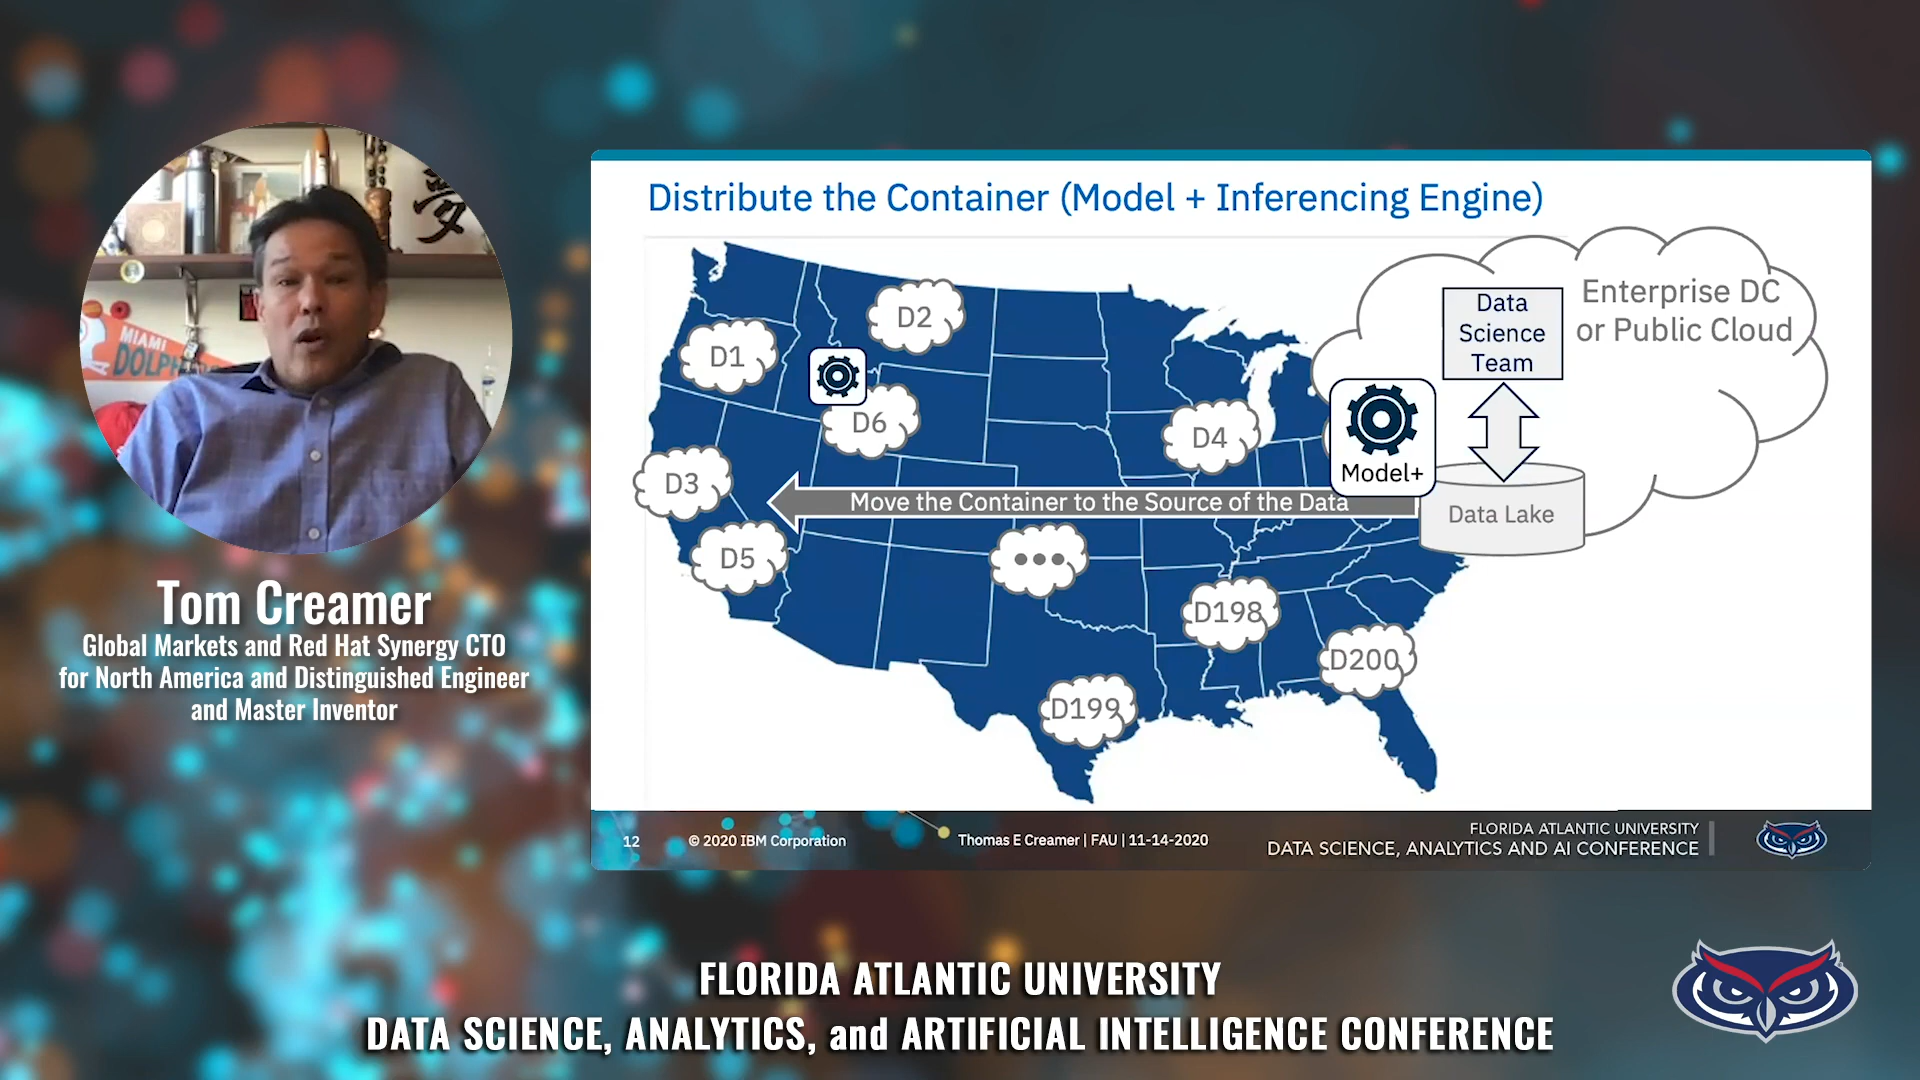 夢
MIAMI
DOLPH
Tom Creamer
Global Markets and Red Hat Synergy CTO
for North America and Distinguished Engineer
and Master Inventor
Distribute the Container (Model + Inferencing Engine)
Enterprise DC
or Public Cloud
Data
Science
Team
D1
D2
D6
D4
Model+
D3
Move the Container to the Source of the Data
Data Lake
D5
•••
D198
D200
D199
12
© 2020 IBM Corporation
Thomas E Creamer | FAU | 11-14-2020
FLORIDA ATLANTIC UNIVERSITY
DATA SCIENCE, ANALYTICS AND AI CONFERENCE
FLORIDA ATLANTIC UNIVERSITY
DATA SCIENCE, ANALYTICS, and ARTIFICIAL INTELLIGENCE CONFERENCE